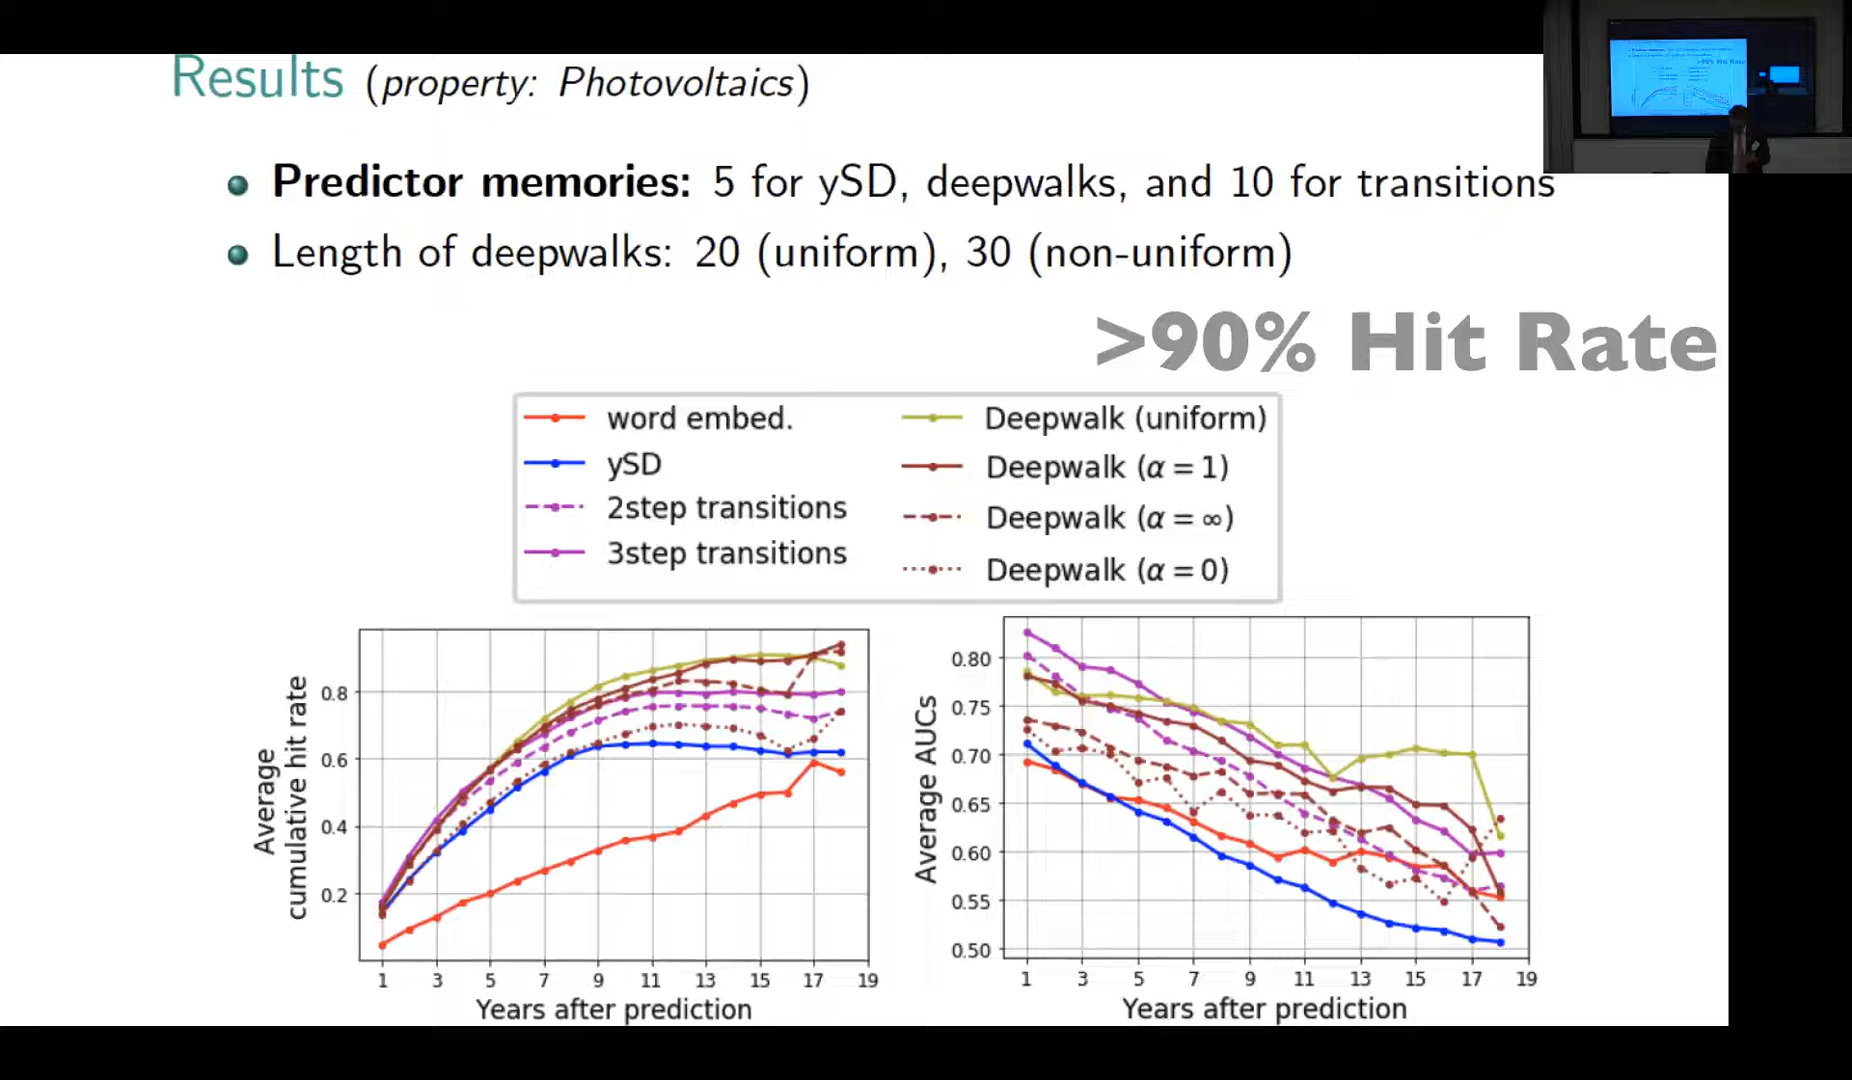 Results (property: Photovoltaics)
Predictor memories: 5 for ySD, deepwalks, and 10 for transitions
Length of deepwalks: 20 (uniform), 30 (non-uniform)
>90% Hit Rate
word embed.
ySD
2step transitions
3step transitions
Deepwalk (uniform)
Deepwalk (α = 1)
Deepwalk (α = ∞)
Deepwalk (α = 0)
Average
cumulative hit rate
0.8
0.6
0.4
0.2
1 3 5 7 9 11 13 15 17 19
Years after prediction
Average AUCs
0.80
0.75
0.70
0.65
0.60
0.55
0.50
1 3 5 7 9 11 13 15 17 19
Years after prediction
>90% Hit Rate